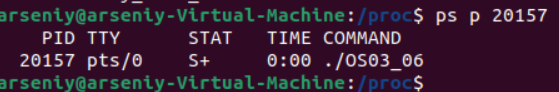 arseniy@arseniy-Virtual-Machine:/proc$ ps p 20157
PID TTY STAT TIME COMMAND
20157 pts/0 S+ 0:00 ./OS03_06
arseniy@arseniy-Virtual-Machine:/proc$